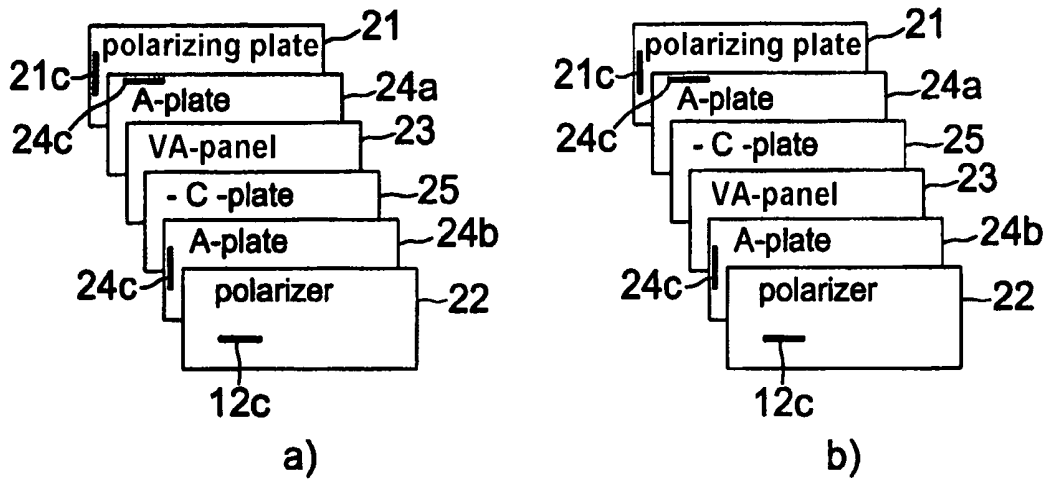 polarizing plate 21
21c
A-plate 24a
24c
VA-panel 23
- C -plate 25
A-plate 24b
24c
polarizer 22
12c
a)
polarizing plate 21
21c
A-plate 24a
24c
- C -plate 25
VA-panel 23
A-plate 24b
24c
polarizer 22
12c
b)